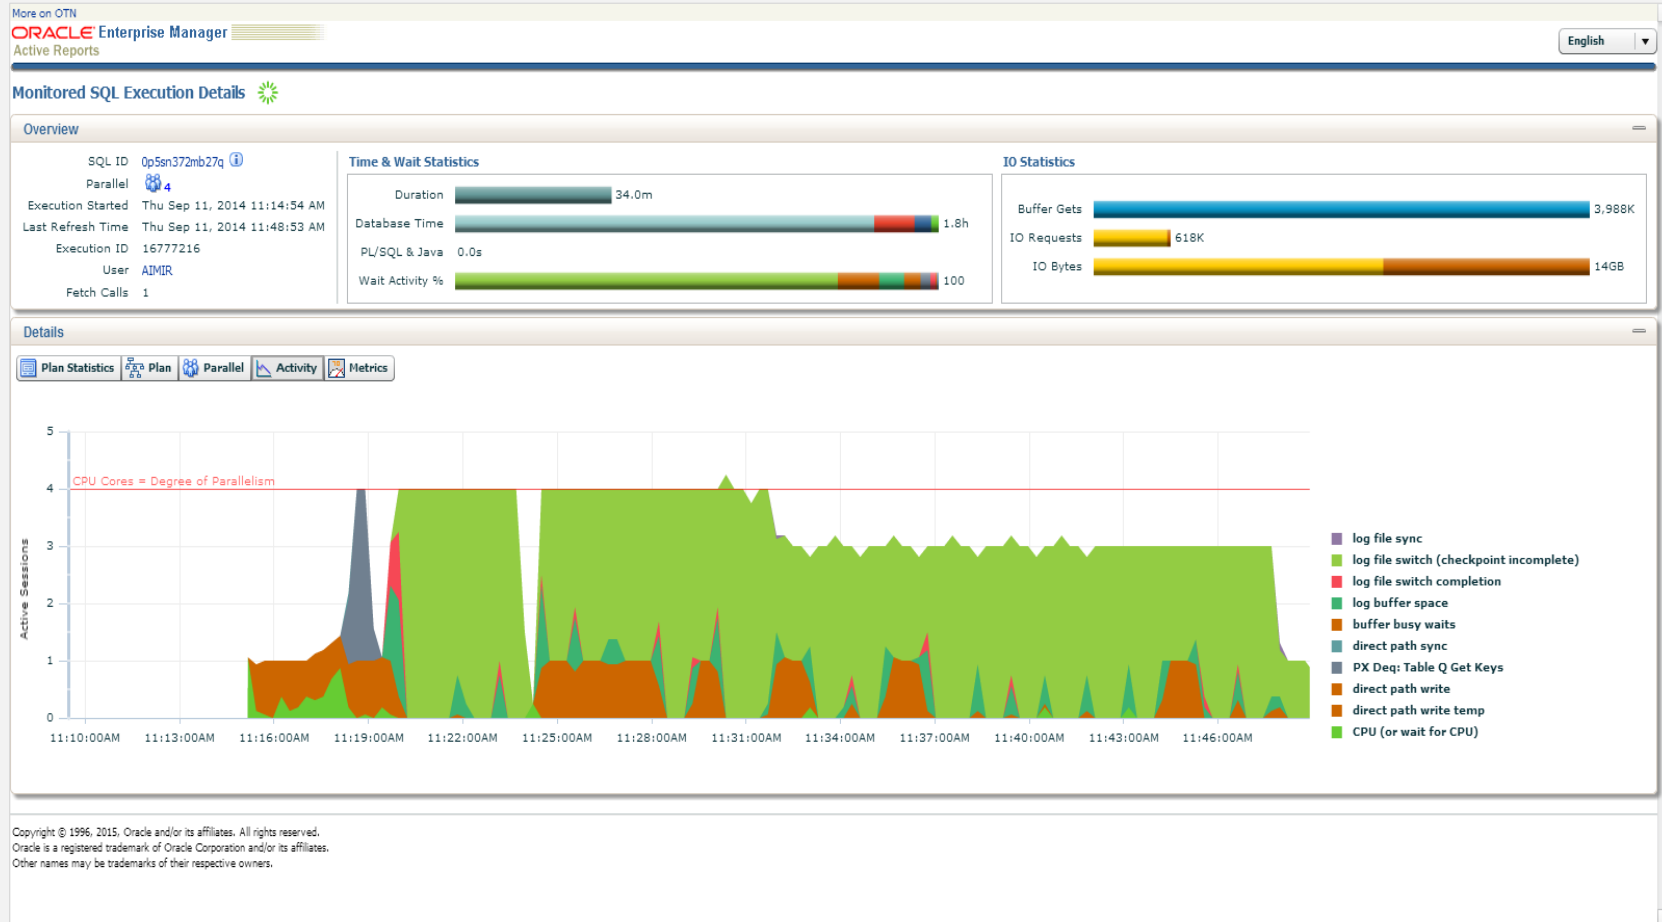 More on OTN
ORACLE Enterprise Manager
Active Reports
English
Monitored SQL Execution Details
Overview
SQL ID 0p5sn372mb27q
Parallel 4
Execution Started Thu Sep 11, 2014 11:14:54 AM
Last Refresh Time Thu Sep 11, 2014 11:48:53 AM
Execution ID 16777216
User AIMIR
Fetch Calls 1
Time & Wait Statistics
Duration 34.0m
Database Time 1.8h
PL/SQL & Java 0.0s
Wait Activity % 100
IO Statistics
Buffer Gets 3,988K
IO Requests 618K
IO Bytes 14GB
Details
Plan Statistics Plan Parallel Activity Metrics
Active Sessions
5
4
3
2
1
0
CPU Cores = Degree of Parallelism
11:10:00AM 11:13:00AM 11:16:00AM 11:19:00AM 11:22:00AM 11:25:00AM 11:28:00AM 11:31:00AM 11:34:00AM 11:37:00AM 11:40:00AM 11:43:00AM 11:46:00AM
log file sync
log file switch (checkpoint incomplete)
log file switch completion
log buffer space
buffer busy waits
direct path sync
PX Deq: Table Q Get Keys
direct path write
direct path write temp
CPU (or wait for CPU)
Copyright © 1996, 2015, Oracle and/or its affiliates. All rights reserved.
Oracle is a registered trademark of Oracle Corporation and/or its affiliates.
Other names may be trademarks of their respective owners.